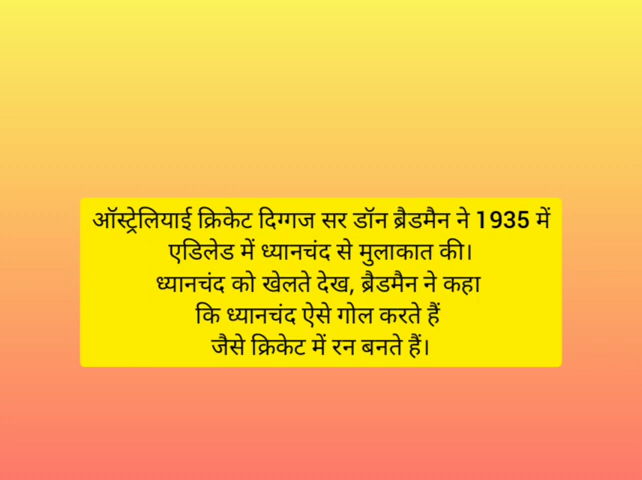 ऑस्ट्रेलियाई क्रिकेट दिग्गज सर डॉन ब्रैडमैन ने 1935 में
एडिलेड में ध्यानचंद से मुलाकात की।
ध्यानचंद को खेलते देख, ब्रैडमैन ने कहा
कि ध्यानचंद ऐसे गोल करते हैं
जैसे क्रिकेट में रन बनते हैं।